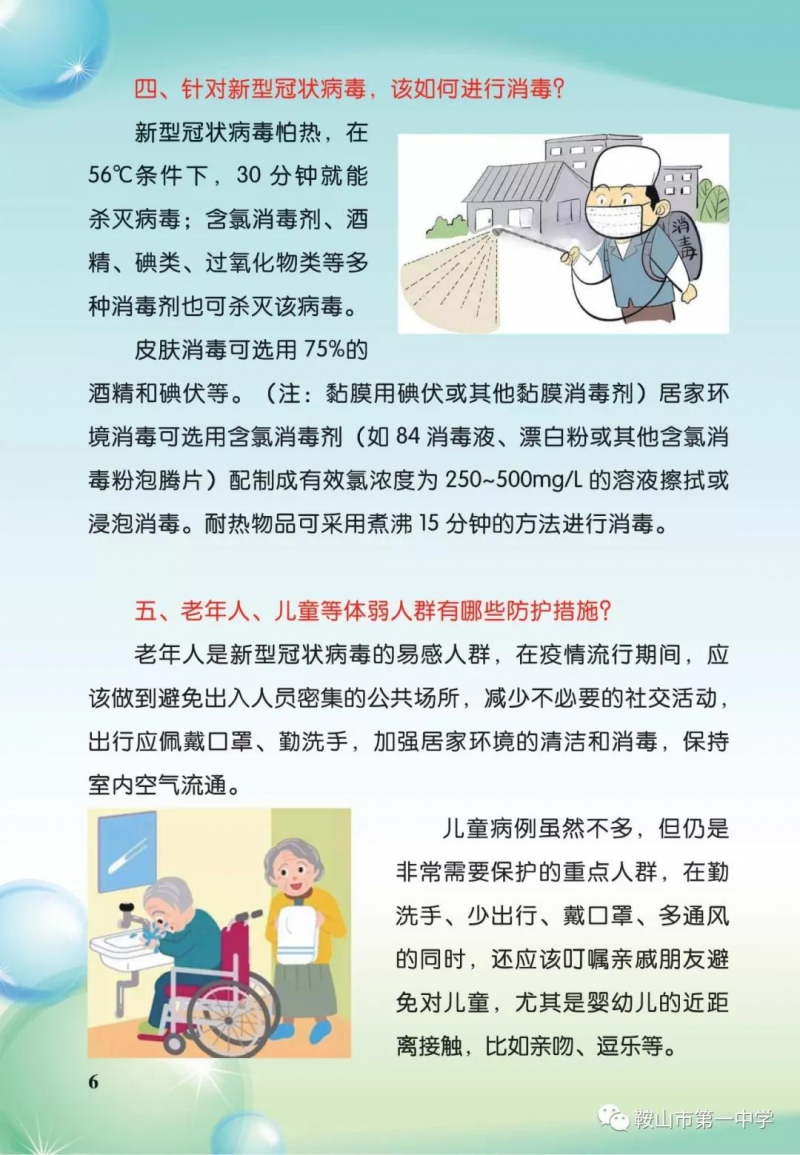 四、针对新型冠状病毒，该如何进行消毒？
新型冠状病毒怕热，在
56℃条件下，30 分钟就能
杀灭病毒；含氯消毒剂、酒
精、碘类、过氧化物类等多
种消毒剂也可杀灭该病毒。
消毒
皮肤消毒可选用 75%的
酒精和碘伏等。（注：黏膜用碘伏或其他黏膜消毒剂）居家环
境消毒可选用含氯消毒剂（如 84 消毒液、漂白粉或其他含氯消
毒粉泡腾片）配制成有效氯浓度为 250~500mg/L 的溶液擦拭或
浸泡消毒。耐热物品可采用煮沸 15 分钟的方法进行消毒。
五、老年人、儿童等体弱人群有哪些防护措施？
老年人是新型冠状病毒的易感人群，在疫情流行期间，应
该做到避免出入人员密集的公共场所，减少不必要的社交活动，
出行应佩戴口罩、勤洗手，加强居家环境的清洁和消毒，保持
室内空气流通。
儿童病例虽然不多，但仍是
非常需要保护的重点人群，在勤
洗手、少出行、戴口罩、多通风
的同时，还应该叮嘱亲戚朋友避
免对儿童，尤其是婴幼儿的近距
离接触，比如亲吻、逗乐等。
6
鞍山市第一中学